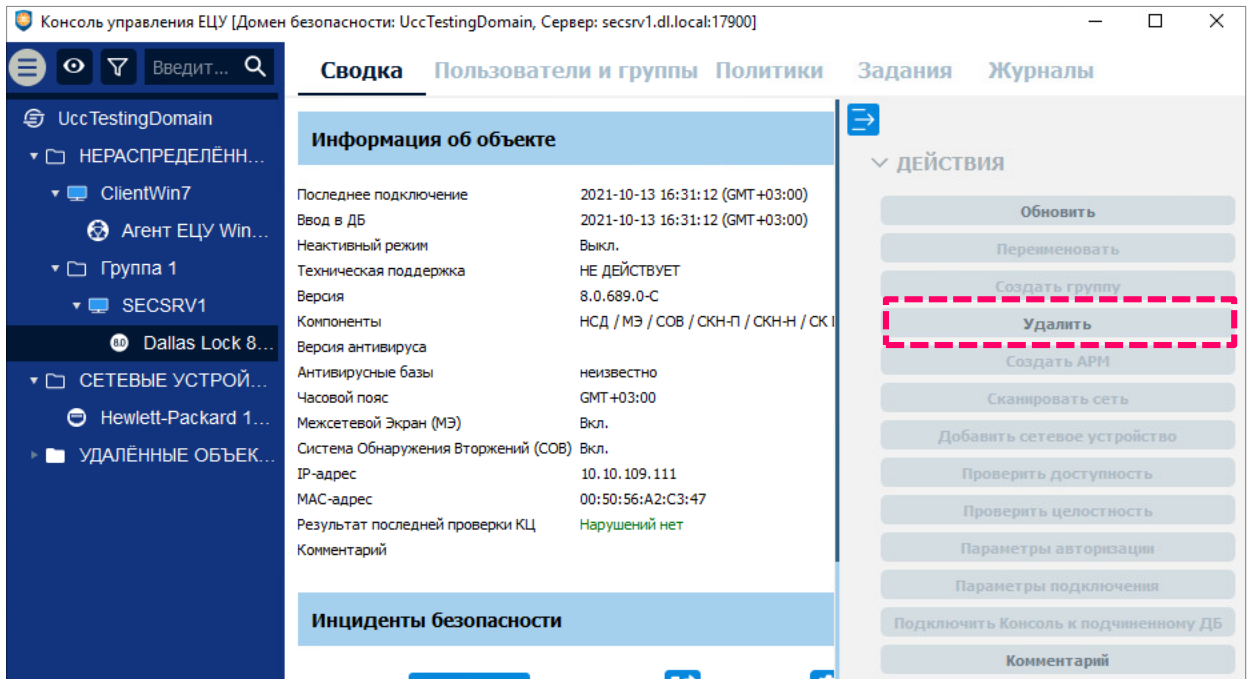 Консоль управления ЕЦУ [Домен безопасности: UccTestingDomain, Сервер: secsrv1.dl.local:17900]
Введит...
Сводка Пользователи и группы Политики Задания Журналы
UccTestingDomain
НЕРАСПРЕДЕЛЁНН...
ClientWin7
Агент ЕЦУ Win...
Группа 1
SECSRV1
8.0 Dallas Lock 8...
СЕТЕВЫЕ УСТРОЙ...
Hewlett-Packard 1...
УДАЛЁННЫЕ ОБЪЕК...
Информация об объекте
Последнее подключение 2021-10-13 16:31:12 (GMT+03:00)
Ввод в ДБ 2021-10-13 16:31:12 (GMT+03:00)
Неактивный режим Выкл.
Техническая поддержка НЕ ДЕЙСТВУЕТ
Версия 8.0.689.0-C
Компоненты НСД / МЭ / СОВ / СКН-П / СКН-Н / СК
Версия антивируса
Антивирусные базы неизвестно
Часовой пояс GMT+03:00
Межсетевой Экран (МЭ) Вкл.
Система Обнаружения Вторжений (СОВ) Вкл.
IP-адрес 10.10.109.111
MAC-адрес 00:50:56:A2:C3:47
Результат последней проверки КЦ Нарушений нет
Комментарий
Инциденты безопасности
ДЕЙСТВИЯ
Обновить
Переименовать
Создать группу
Удалить
Создать АРМ
Сканировать сеть
Добавить сетевое устройство
Проверить доступность
Проверить целостность
Параметры авторизации
Параметры подключения
Подключить Консоль к подчиненному ДБ
Комментарий